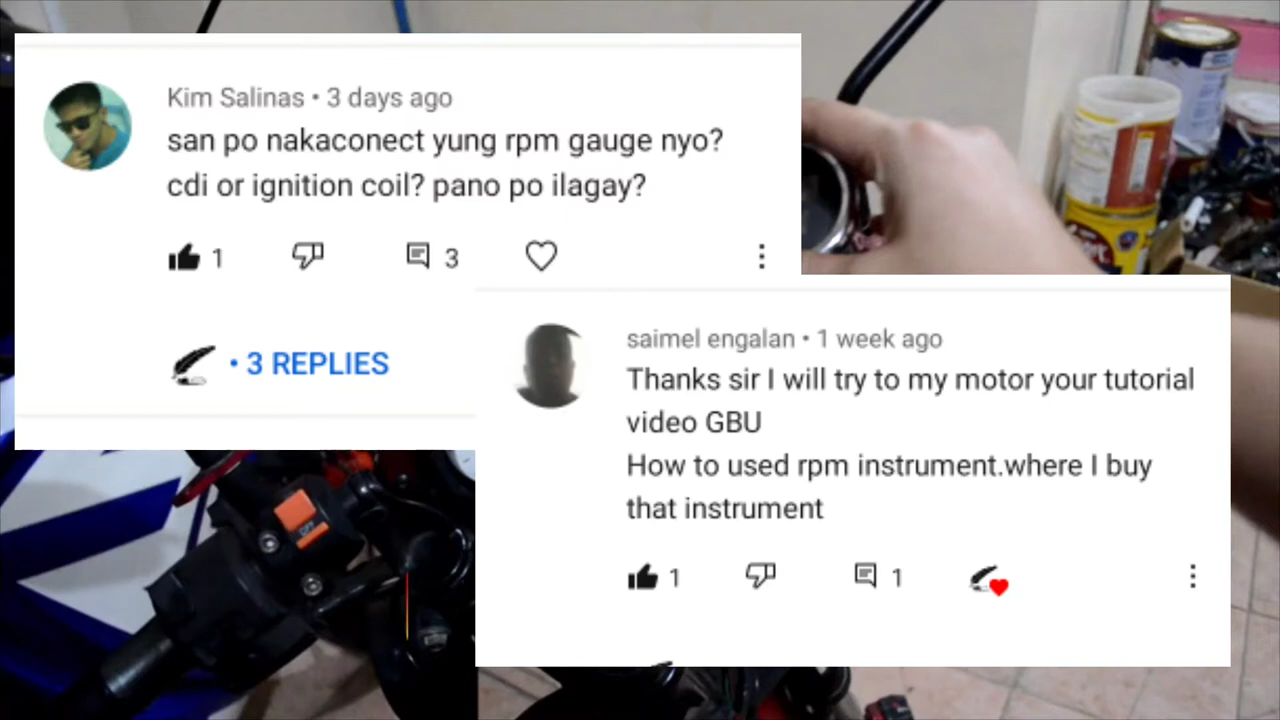 Kim Salinas • 3 days ago
san po nakaconect yung rpm gauge nyo?
cdi or ignition coil? pano po ilagay?
1
3
• 3 REPLIES
saimel engalan • 1 week ago
Thanks sir I will try to my motor your tutorial
video GBU
How to used rpm instrument.where I buy
that instrument
1
1
OFF